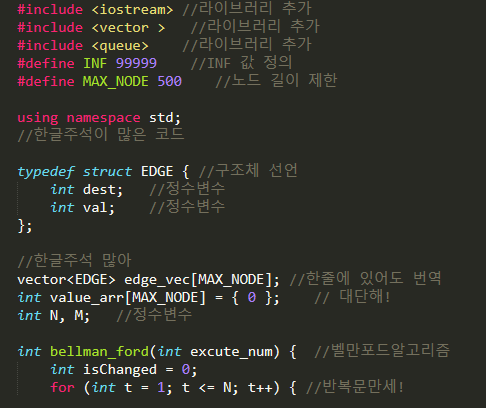 #include <iostream> //라이브러리 추가
#include <vector >   //라이브러리 추가
#include <queue>    //라이브러리 추가
#define INF 99999    //INF 값 정의
#define MAX_NODE 500    //노드 길이 제한
using namespace std;
//한글주석이 많은 코드
typedef struct EDGE { //구조체 선언
    int dest;   //정수변수
    int val;    //정수변수
};
//한글주석 많아
vector<EDGE> edge_vec[MAX_NODE]; //한줄에 있어도 번역
int value_arr[MAX_NODE] = { 0 };    // 대단해!
int N, M;   //정수변수
int bellman_ford(int excute_num) {  //벨만포드알고리즘
    int isChanged = 0;
    for (int t = 1; t <= N; t++) { //반복문만세!